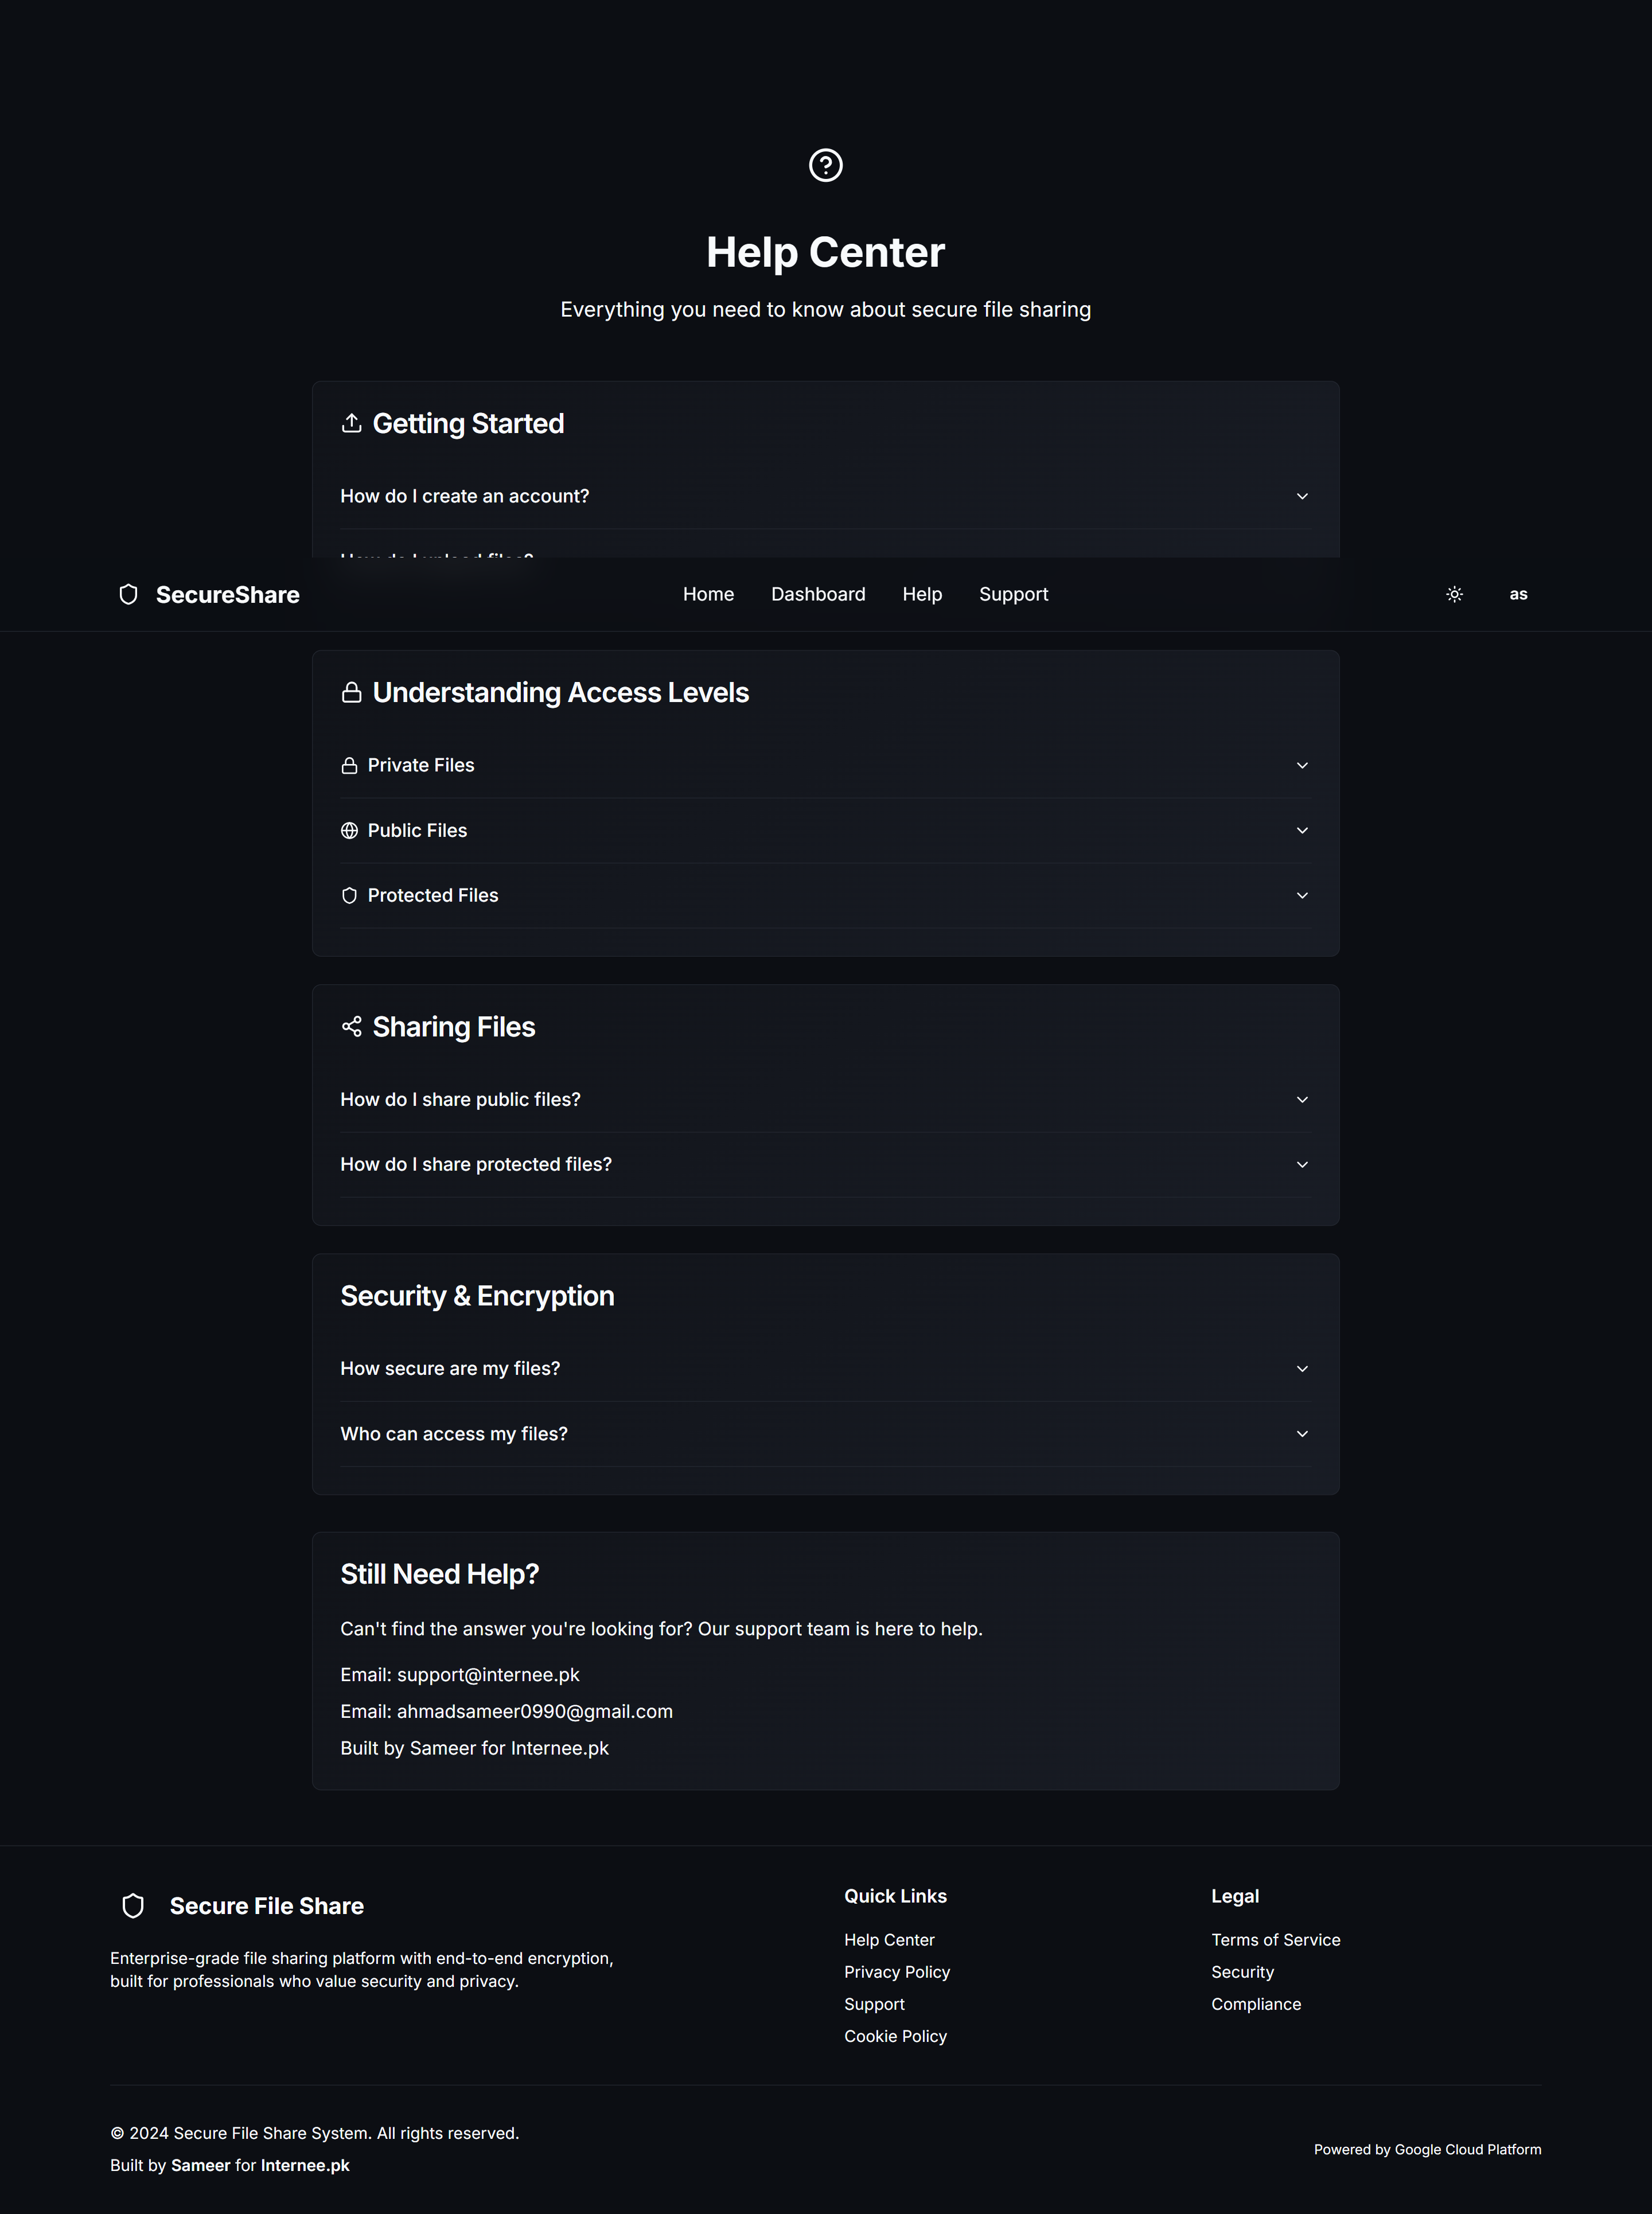 Help Center
Everything you need to know about secure file sharing
Getting Started
How do I create an account?
How do I upload files?
SecureShare
Home
Dashboard
Help
Support
as
Understanding Access Levels
Private Files
Public Files
Protected Files
Sharing Files
How do I share public files?
How do I share protected files?
Security & Encryption
How secure are my files?
Who can access my files?
Still Need Help?
Can't find the answer you're looking for? Our support team is here to help.
Email: support@internee.pk
Email: ahmadsameer0990@gmail.com
Built by Sameer for Internee.pk
Secure File Share
Enterprise-grade file sharing platform with end-to-end encryption,
built for professionals who value security and privacy.
Quick Links
Help Center
Privacy Policy
Support
Cookie Policy
Legal
Terms of Service
Security
Compliance
© 2024 Secure File Share System. All rights reserved.
Built by Sameer for Internee.pk
Powered by Google Cloud Platform